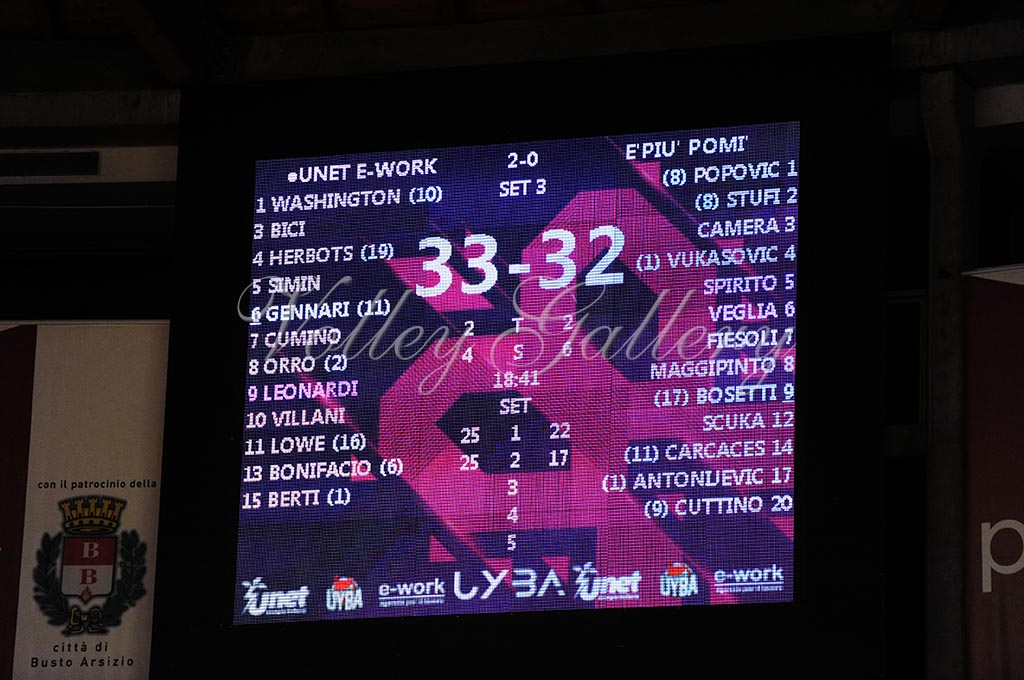 ●UNET E-WORK
2-0
SET 3
E'PIU' POMI'
1 WASHINGTON (10)
3 BICI
4 HERBOTS (19)
5 SIMIN
6 GENNARI (11)
7 CUMINO
8 ORRO (2)
9 LEONARDI
10 VILLANI
11 LOWE (16)
13 BONIFACIO (6)
15 BERTI (1)
33-32
2 T 2
4 S 6
18:41
SET
25 1 22
25 2 17
3
4
5
(8) POPOVIC 1
(8) STUFI 2
CAMERA 3
(1) VUKASOVIC 4
SPIRITO 5
VEGLIA 6
FIESOLI 7
MAGGIPINTO 8
(17) BOSETTI 9
SCUKA 12
(11) CARCACES 14
(1) ANTONIJEVIC 17
(9) CUTTINO 20
Volley Gallery
Unet UYBA e-work UYBA Unet UYBA e-work
con il patrocinio della
B B
B
città di
Busto Arsizio
p